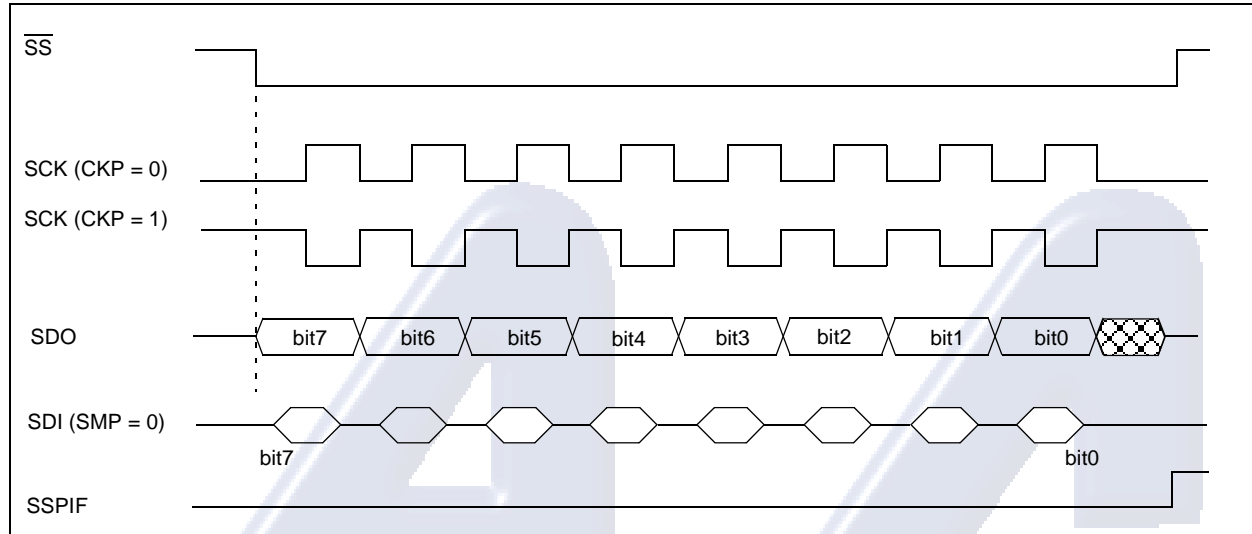 S̅S̅
SCK (CKP = 0)
SCK (CKP = 1)
SDO bit7 bit6 bit5 bit4 bit3 bit2 bit1 bit0
SDI (SMP = 0)
bit7 bit0
SSPIF